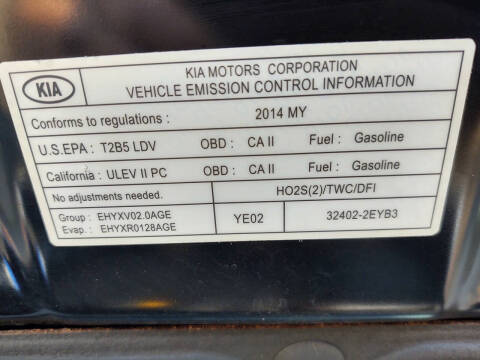 KIA
KIA MOTORS CORPORATION
VEHICLE EMISSION CONTROL INFORMATION
Conforms to regulations : 2014 MY
U.S.EPA : T2B5 LDV OBD : CA II Fuel : Gasoline
California : ULEV II PC OBD : CA II Fuel : Gasoline
No adjustments needed. HO2S(2)/TWC/DFI
Group : EHYXV02.0AGE
Evap. : EHYXR0128AGE
YE02 32402-2EYB3